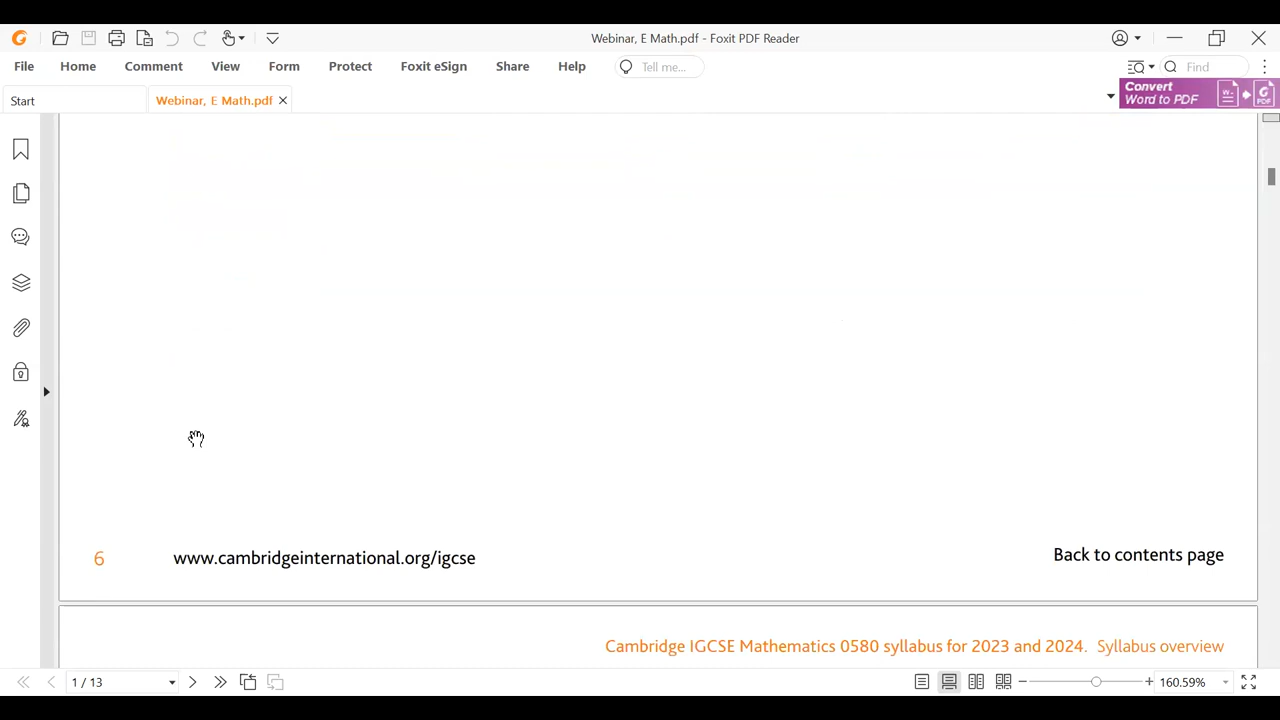 Webinar, E Math.pdf - Foxit PDF Reader
File Home Comment View Form Protect Foxit eSign Share Help Tell me... Find
Start Webinar, E Math.pdf
Convert
Word to PDF
6 www.cambridgeinternational.org/igcse Back to contents page
Cambridge IGCSE Mathematics 0580 syllabus for 2023 and 2024. Syllabus overview
1 / 13 160.59%